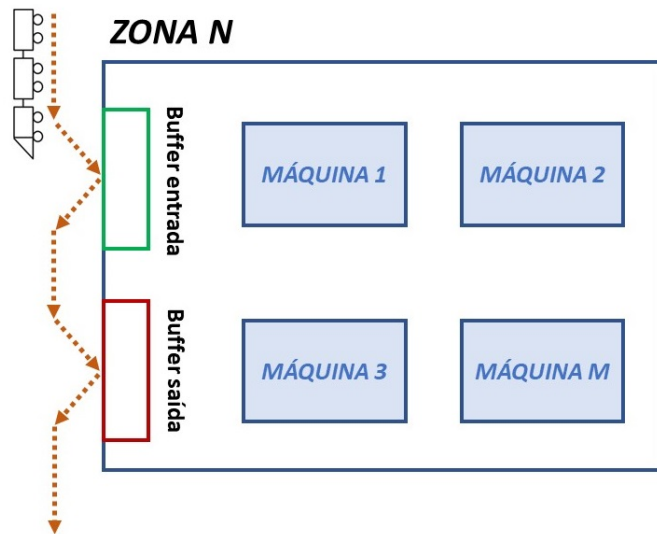 ZONA N
Buffer entrada
MÁQUINA 1
MÁQUINA 2
Buffer saída
MÁQUINA 3
MÁQUINA M